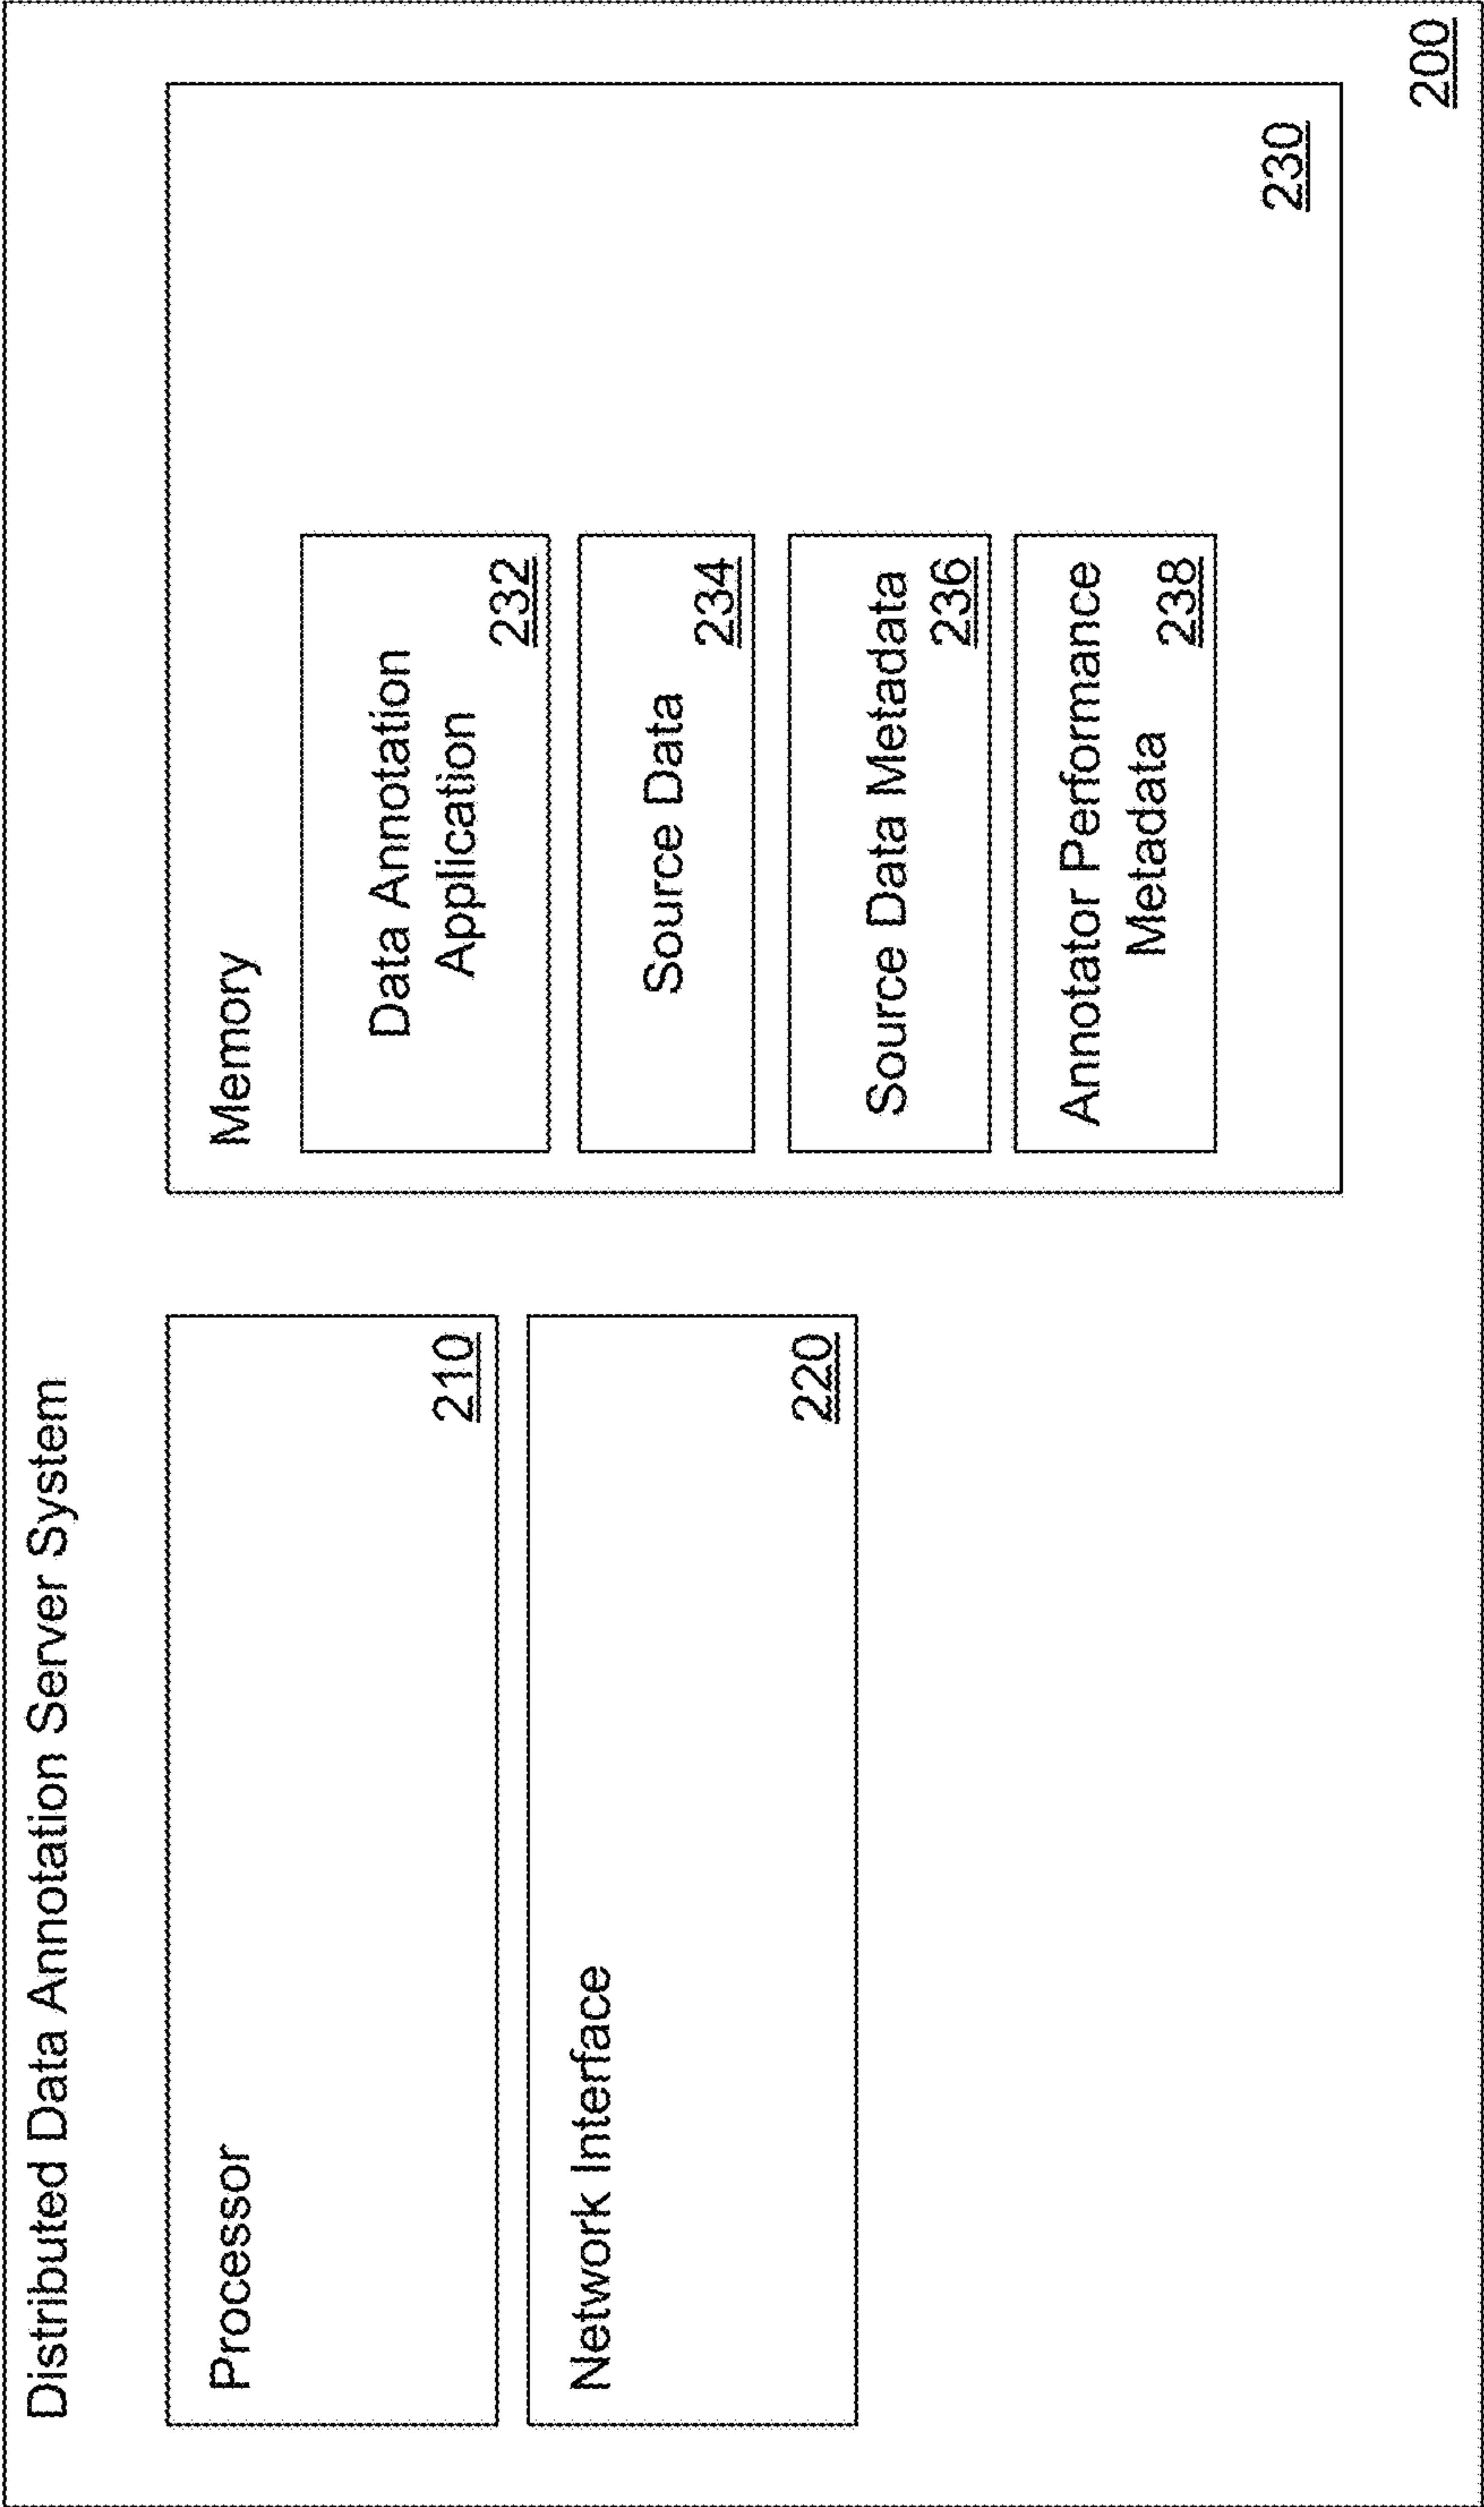 Distributed Data Annotation Server System
Processor
210
Network Interface
220
Memory
Data Annotation
Application
232
Source Data
234
Source Data Metadata
236
Annotator Performance
Metadata
238
230
200